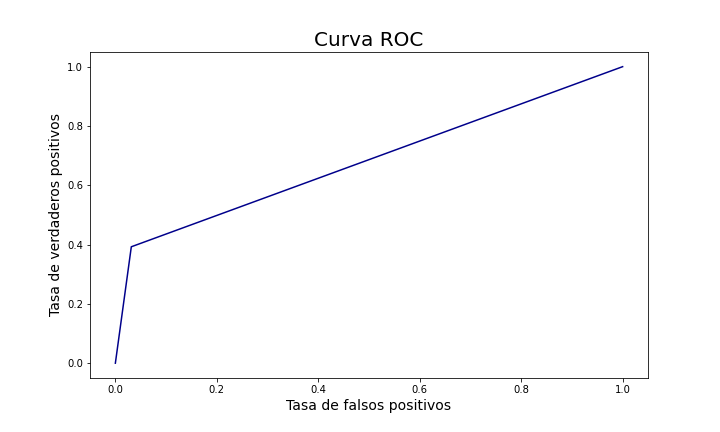 Curva ROC
1.0
0.8
0.6
0.4
0.2
0.0
Tasa de verdaderos positivos
0.0 0.2 0.4 0.6 0.8 1.0
Tasa de falsos positivos